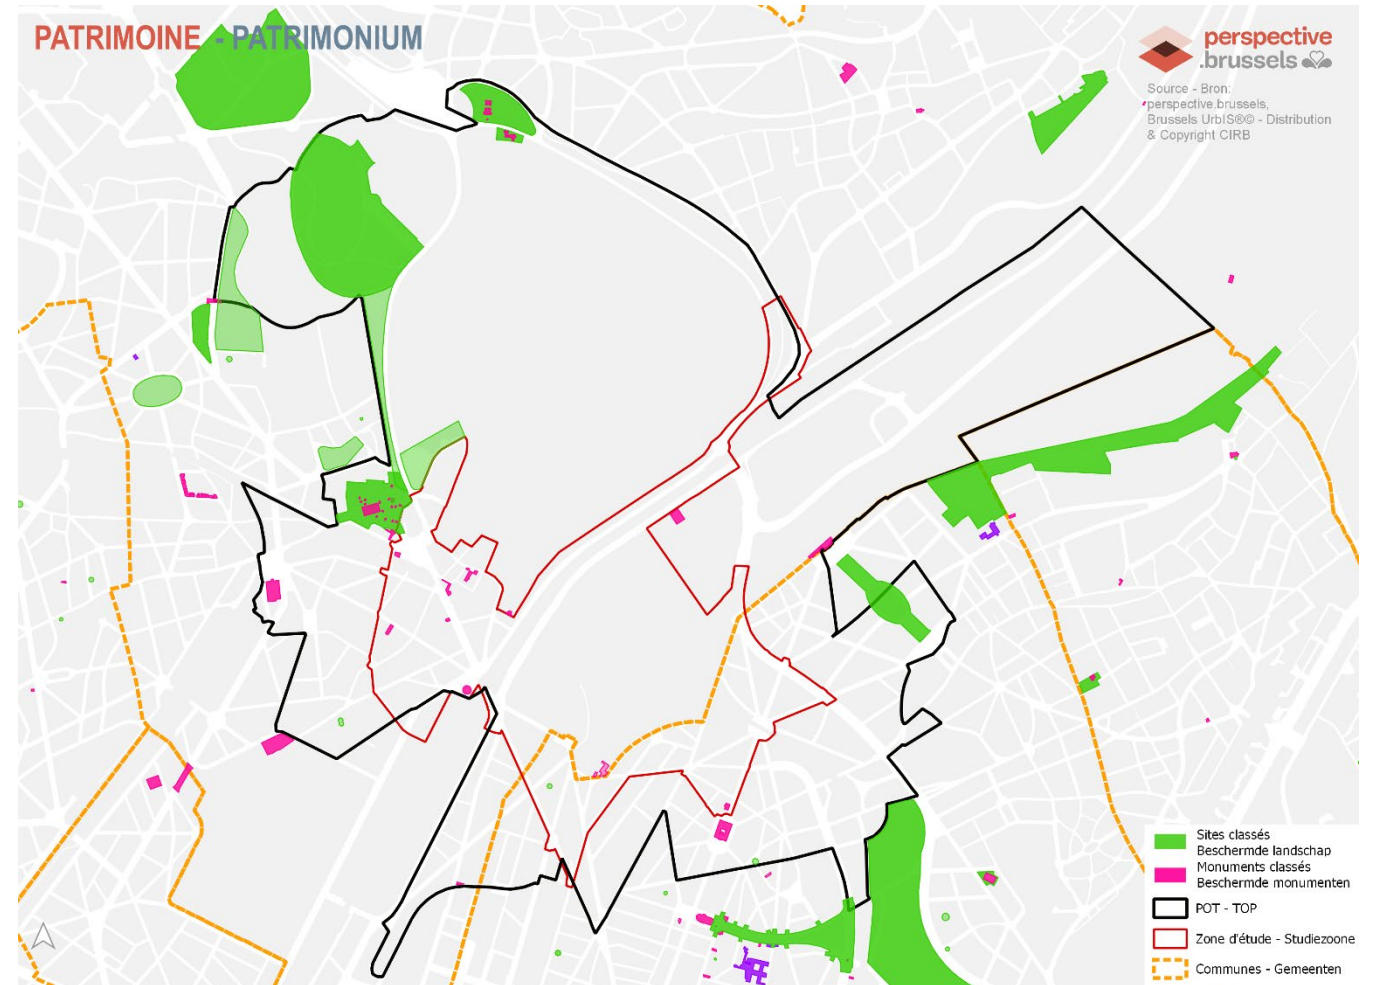 PATRIMOINE - PATRIMONIUM
perspective
.brussels
Source - Bron:
perspective.brussels,
Brussels UrbIS®© - Distribution
& Copyright CIRB
Sites classés
Beschermde landschap
Monuments classés
Beschermde monumenten
POT - TOP
Zone d'étude - Studiezoone
Communes - Gemeenten